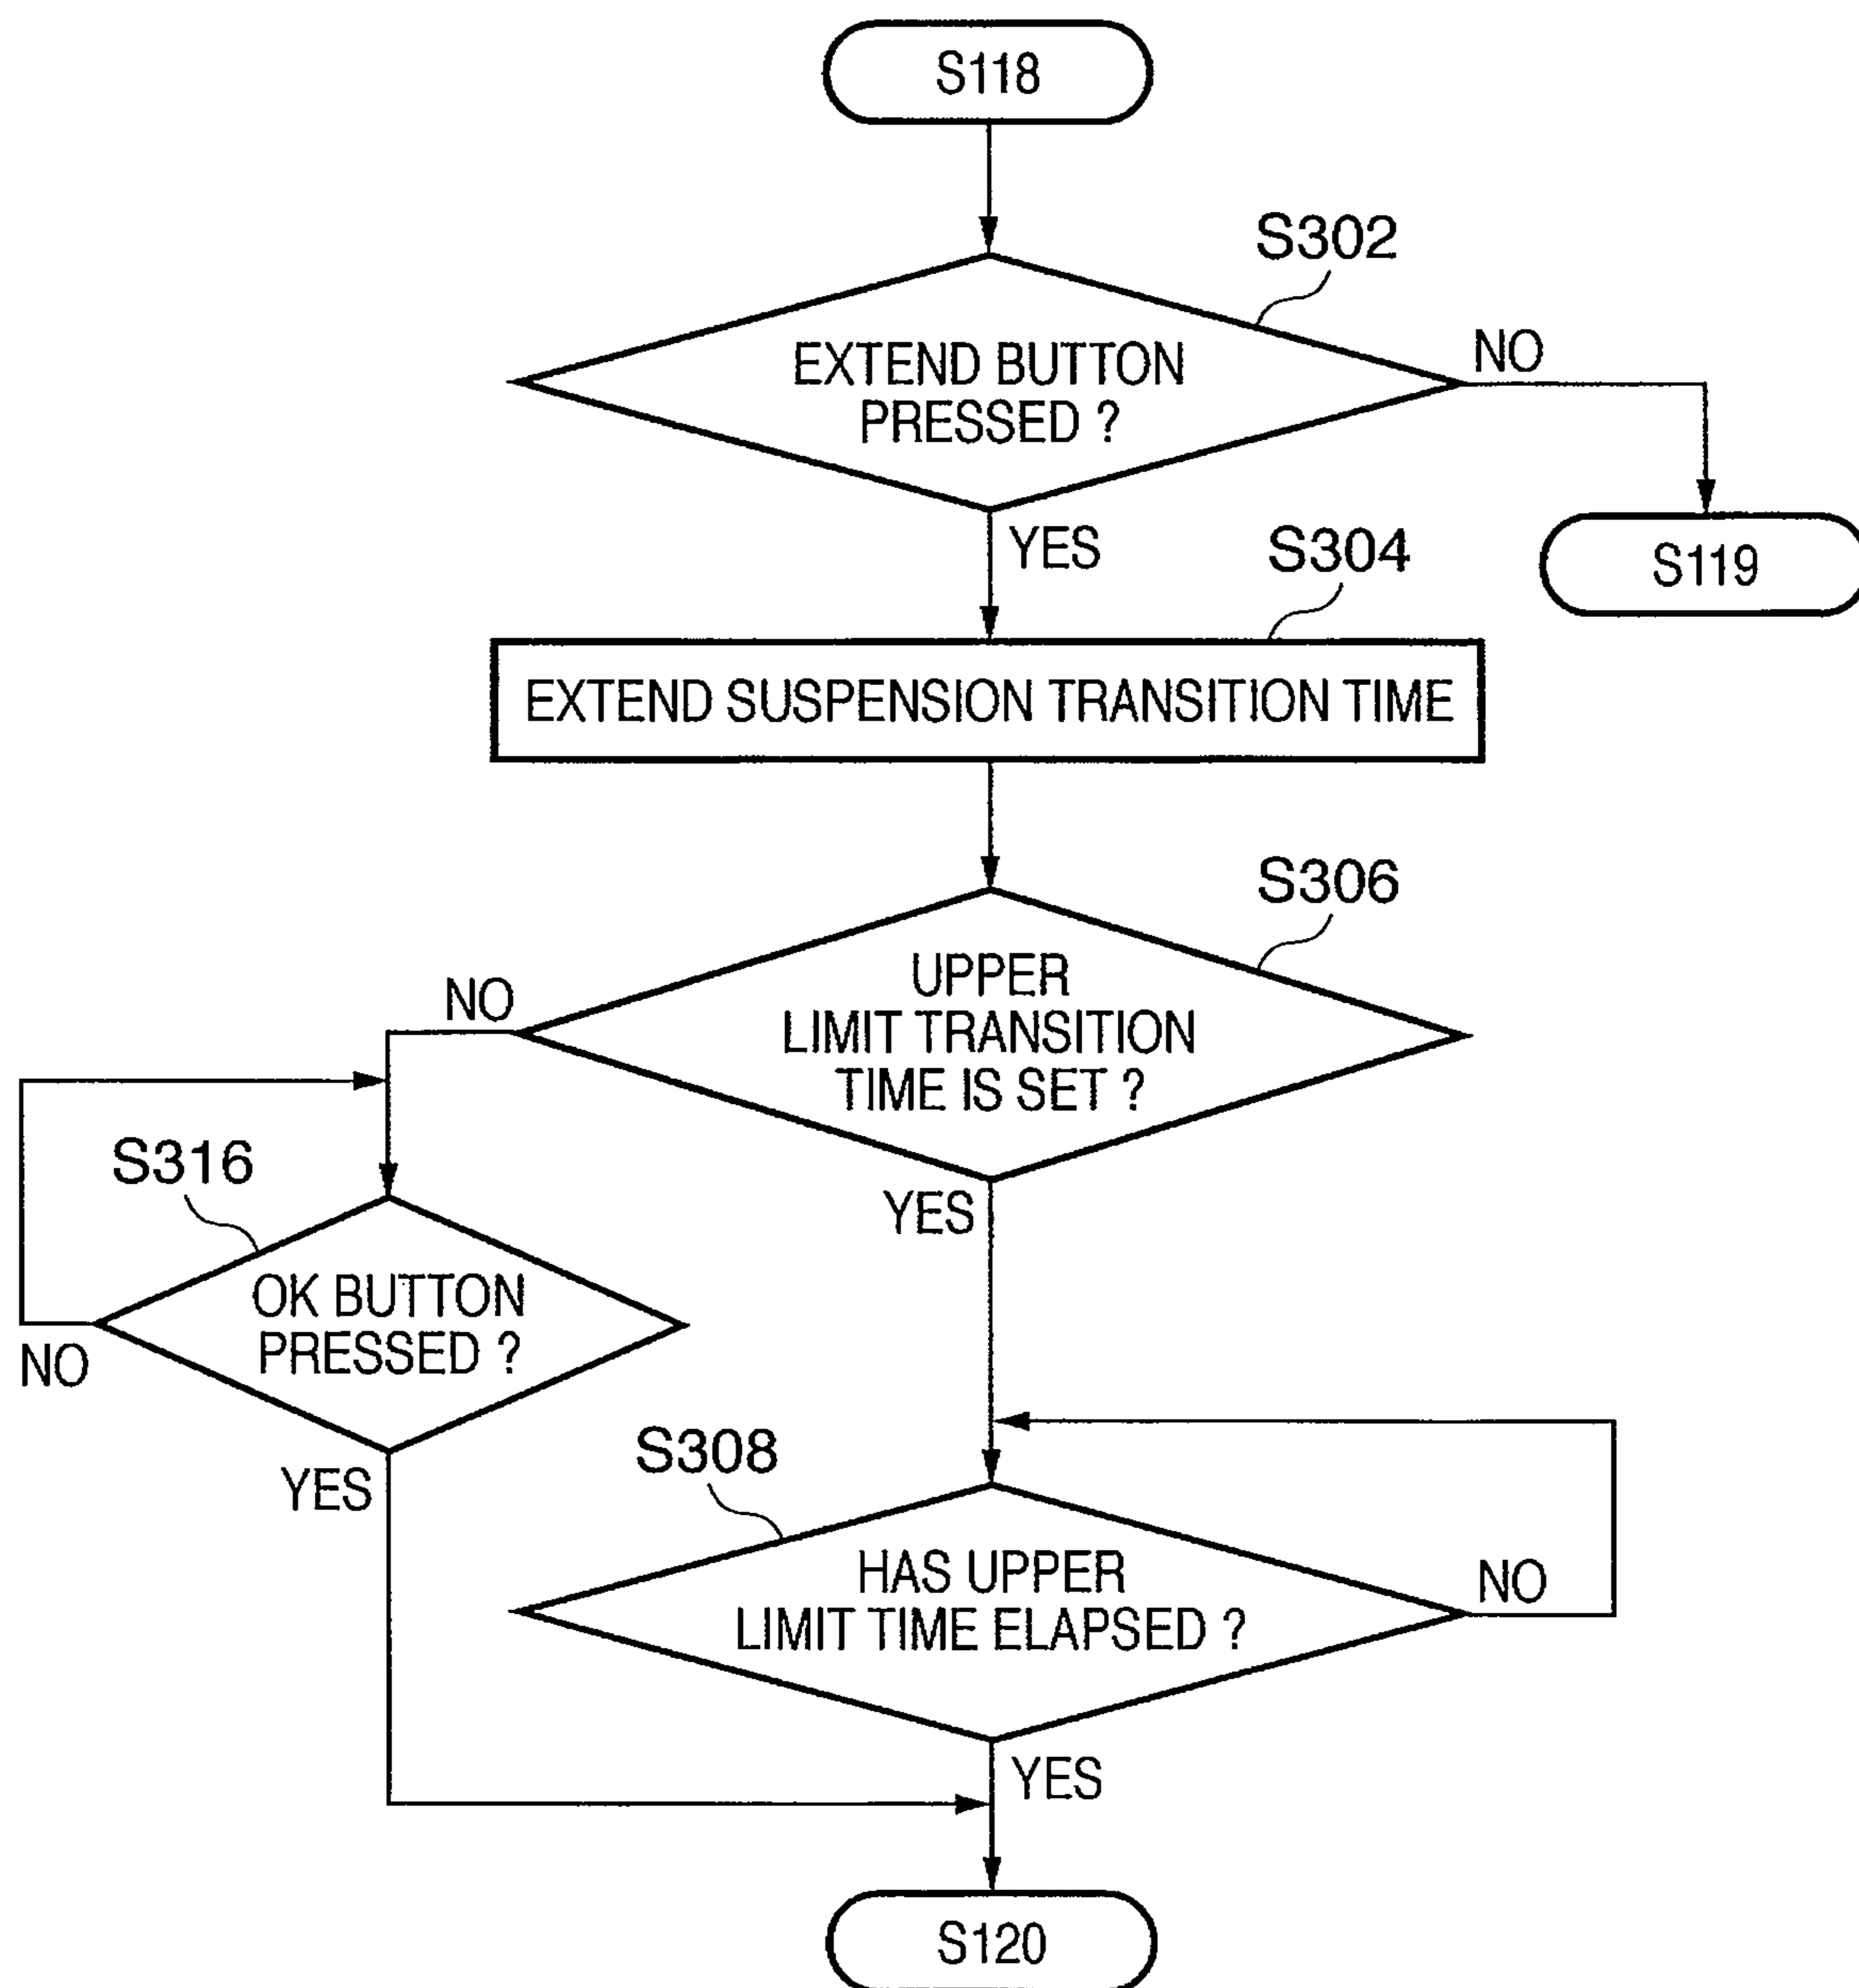 S118
S302
EXTEND BUTTON
PRESSED ?
NO
S119
YES
S304
EXTEND SUSPENSION TRANSITION TIME
S306
UPPER
LIMIT TRANSITION
TIME IS SET ?
NO
YES
S316
OK BUTTON
PRESSED ?
NO
YES
S308
HAS UPPER
LIMIT TIME ELAPSED ?
NO
YES
S120